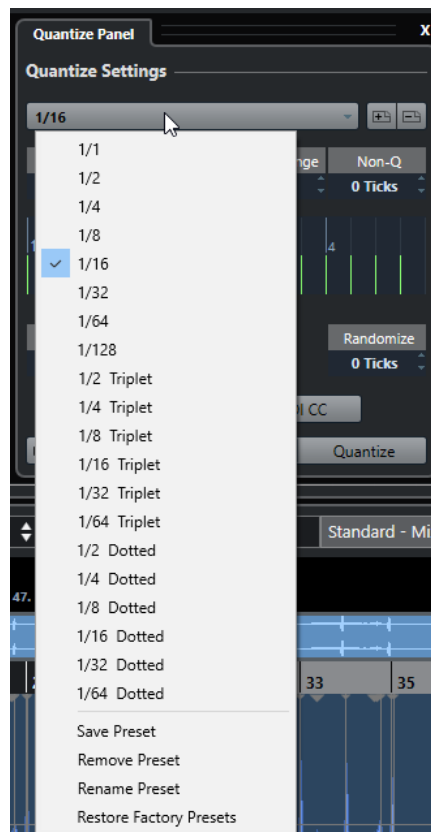 Quantize Panel X
Quantize Settings
1/16
1/1
1/2
1/4
1/8
1/16
1/32
1/64
1/128
1/2 Triplet
1/4 Triplet
1/8 Triplet
1/16 Triplet
1/32 Triplet
1/64 Triplet
1/2 Dotted
1/4 Dotted
1/8 Dotted
1/16 Dotted
1/32 Dotted
1/64 Dotted
Save Preset
Remove Preset
Rename Preset
Restore Factory Presets
nge Non-Q
0 Ticks
1 4
Randomize
0 Ticks
I CC
Quantize
Standard - Mi
47.
33 35